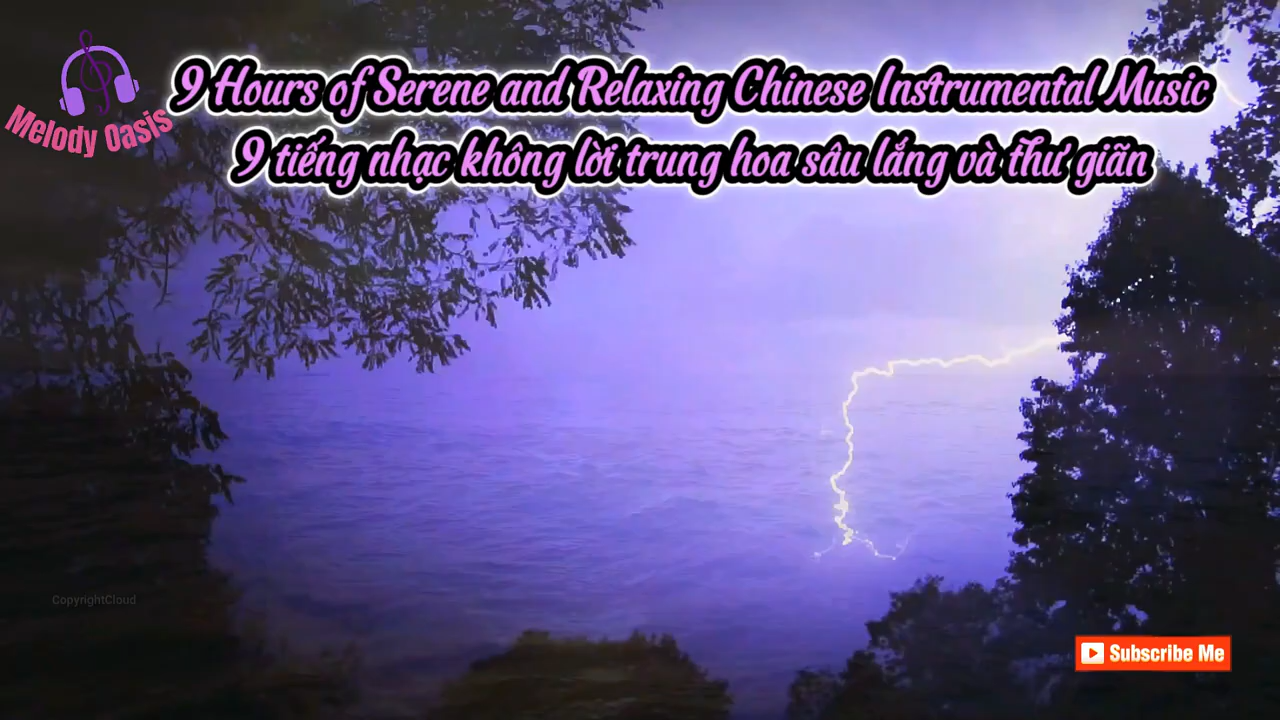 Melody Oasis
9 Hours of Serene and Relaxing Chinese Instrumental Music
9 tiếng nhạc không lời trung hoa sâu lắng và thư giãn
CopyrightCloud
Subscribe Me